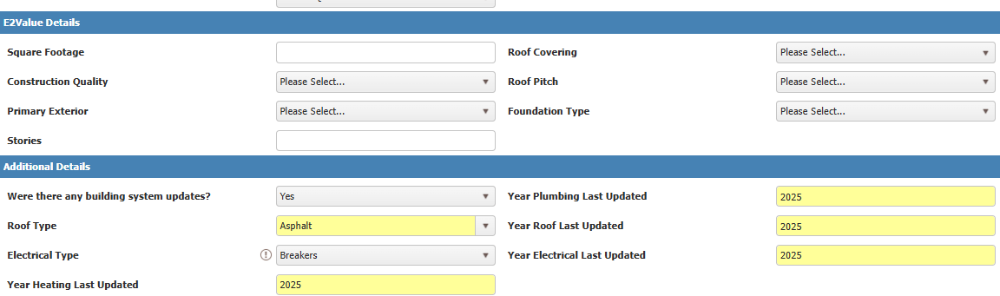 E2Value Details
Square Footage
Roof Covering Please Select...
Construction Quality Please Select... Roof Pitch Please Select...
Primary Exterior Please Select... Foundation Type Please Select...
Stories
Additional Details
Were there any building system updates? Yes Year Plumbing Last Updated 2025
Roof Type Asphalt Year Roof Last Updated 2025
Electrical Type Breakers Year Electrical Last Updated 2025
Year Heating Last Updated 2025